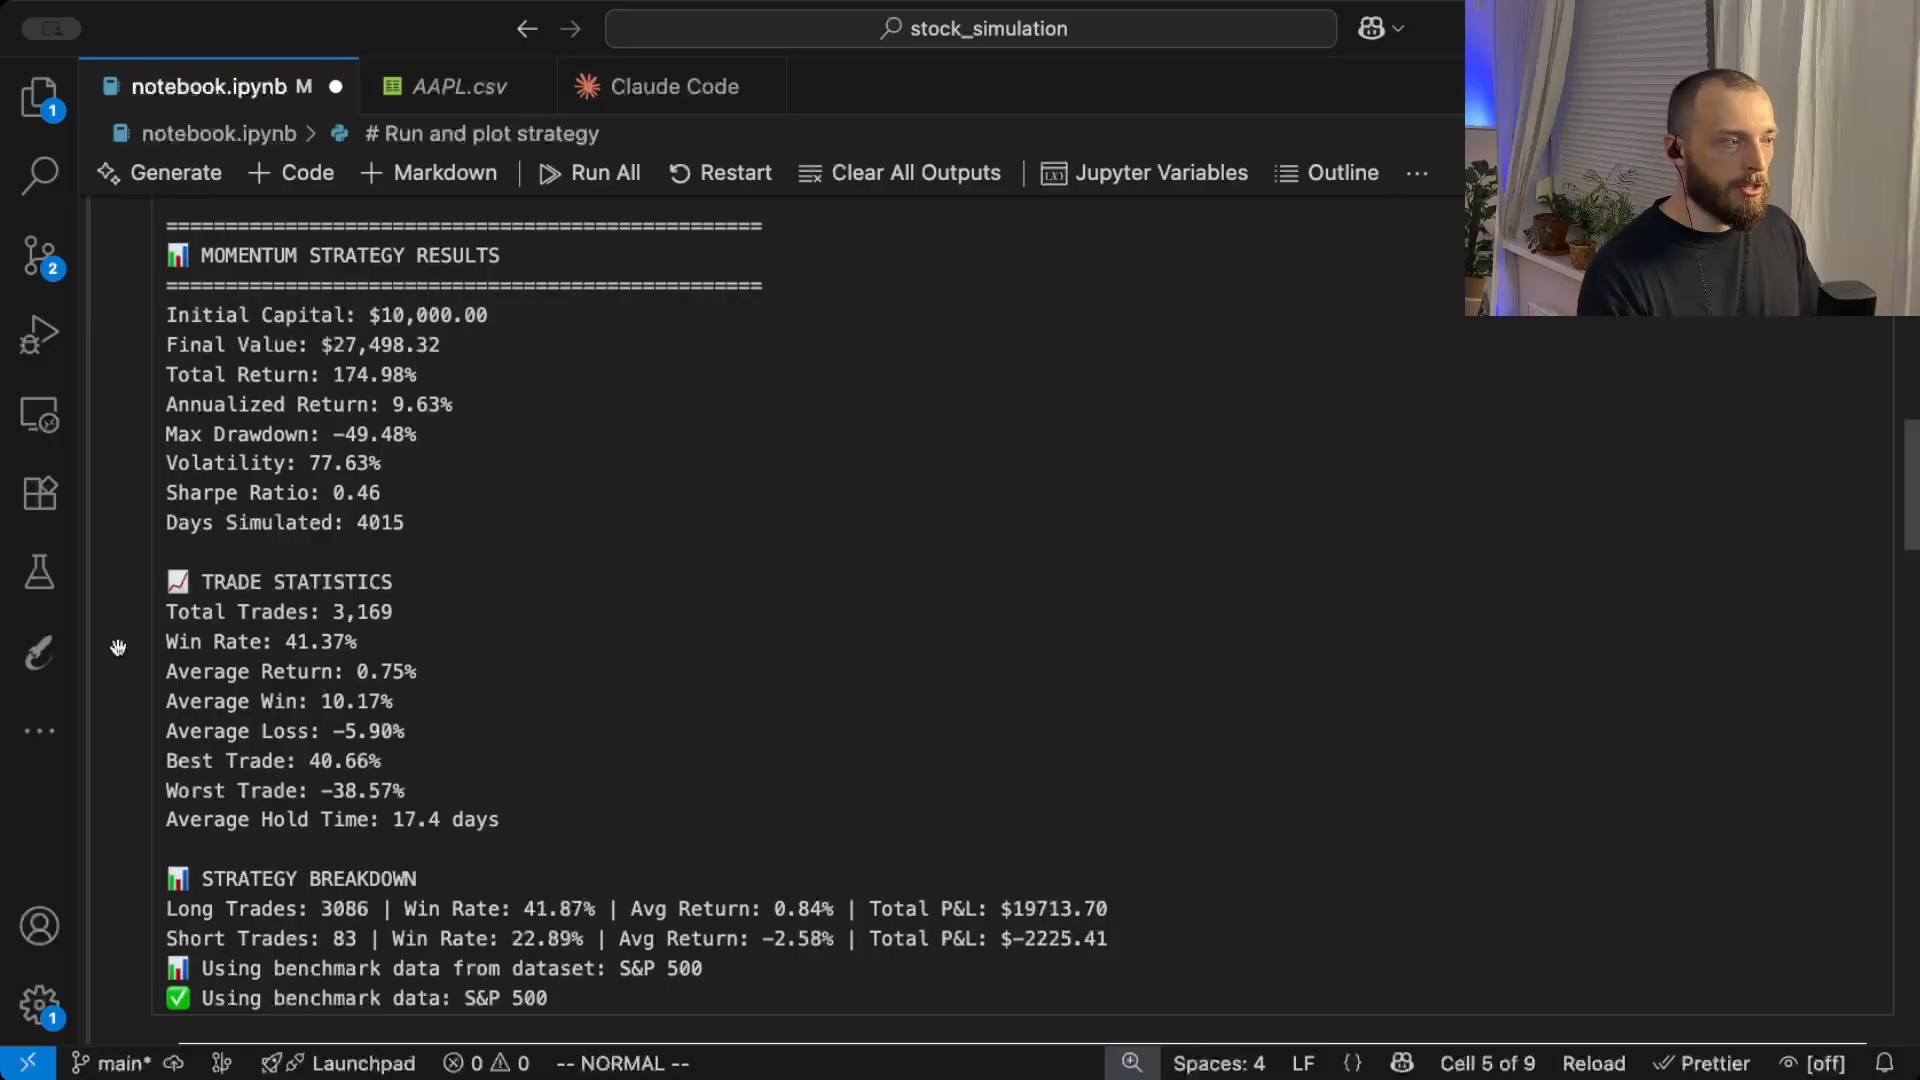 stock_simulation
notebook.ipynb M
AAPL.csv
Claude Code
notebook.ipynb > # Run and plot strategy
Generate + Code + Markdown | Run All Restart Clear All Outputs | Jupyter Variables Outline ...
==================================================
MOMENTUM STRATEGY RESULTS
==================================================
Initial Capital: $10,000.00
Final Value: $27,498.32
Total Return: 174.98%
Annualized Return: 9.63%
Max Drawdown: -49.48%
Volatility: 77.63%
Sharpe Ratio: 0.46
Days Simulated: 4015
TRADE STATISTICS
Total Trades: 3,169
Win Rate: 41.37%
Average Return: 0.75%
Average Win: 10.17%
Average Loss: -5.90%
Best Trade: 40.66%
Worst Trade: -38.57%
Average Hold Time: 17.4 days
STRATEGY BREAKDOWN
Long Trades: 3086 | Win Rate: 41.87% | Avg Return: 0.84% | Total P&L: $19713.70
Short Trades: 83 | Win Rate: 22.89% | Avg Return: -2.58% | Total P&L: $-2225.41
Using benchmark data from dataset: S&P 500
Using benchmark data: S&P 500
1
2
1
main* Launchpad 0 0 -- NORMAL -- Spaces: 4 LF {} Cell 5 of 9 Reload Prettier [off]